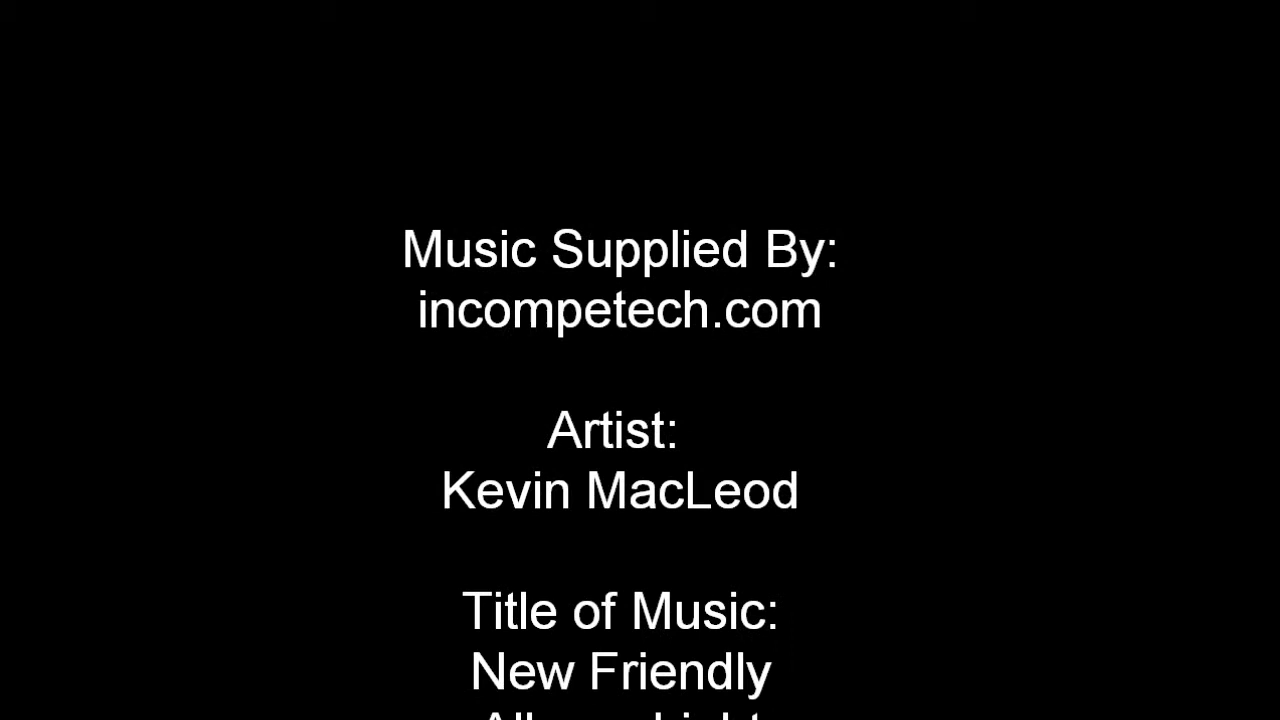 Music Supplied By:
incompetech.com
Artist:
Kevin MacLeod
Title of Music:
New Friendly